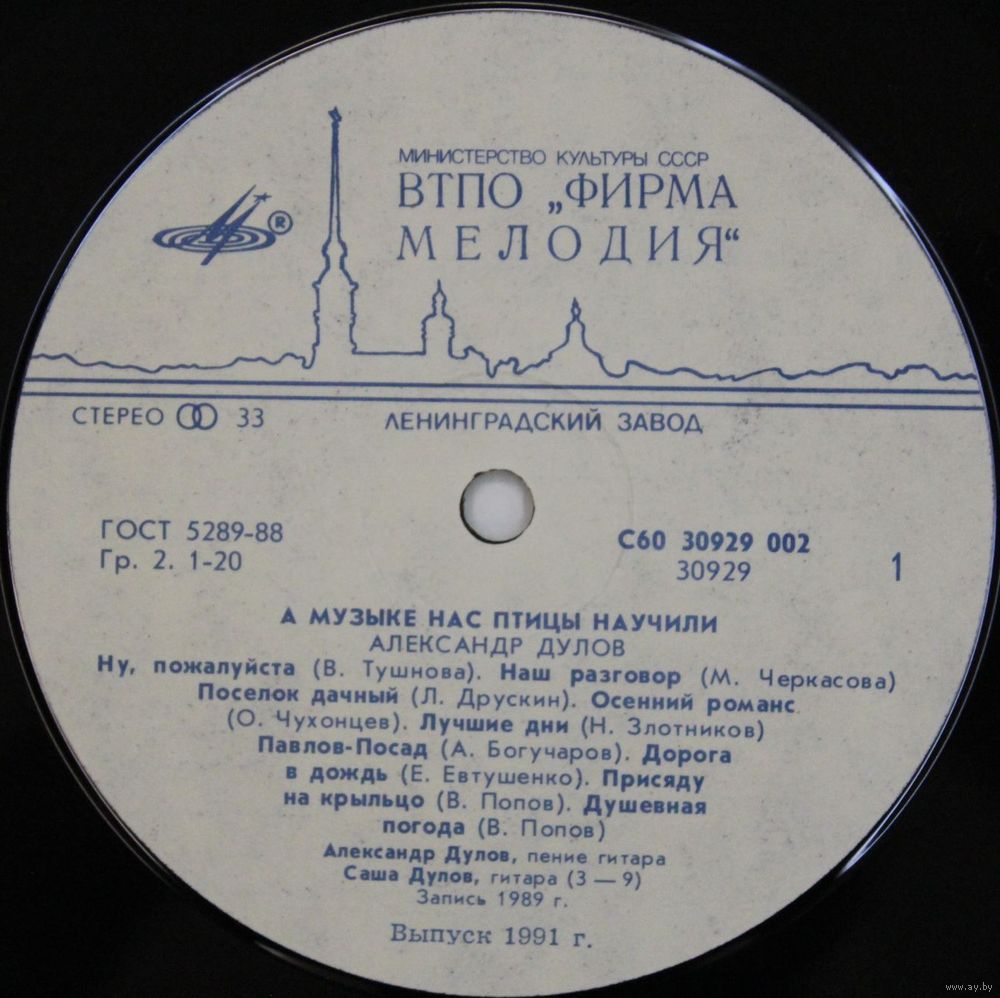 МИНИСТЕРСТВО КУЛЬТУРЫ СССР
ВТПО „ФИРМА
МЕЛОДИЯ“
®
СТЕРЕО 33
ЛЕНИНГРАДСКИЙ ЗАВОД
ГОСТ 5289-88
Гр. 2. 1-20
С60 30929 002
30929
1
А МУЗЫКЕ НАС ПТИЦЫ НАУЧИЛИ
АЛЕКСАНДР ДУЛОВ
Ну, пожалуйста (В. Тушнова). Наш разговор (М. Черкасова)
Поселок дачный (Л. Друскин). Осенний романс
(О. Чухонцев). Лучшие дни (Н. Злотников)
Павлов-Посад (А. Богучаров). Дорога
в дождь (Е. Евтушенко). Присяду
на крыльцо (В. Попов). Душевная
погода (В. Попов)
Александр Дулов, пение гитара
Саша Дулов, гитара (3 — 9)
Запись 1989 г.
Выпуск 1991 г.
www.ay.by